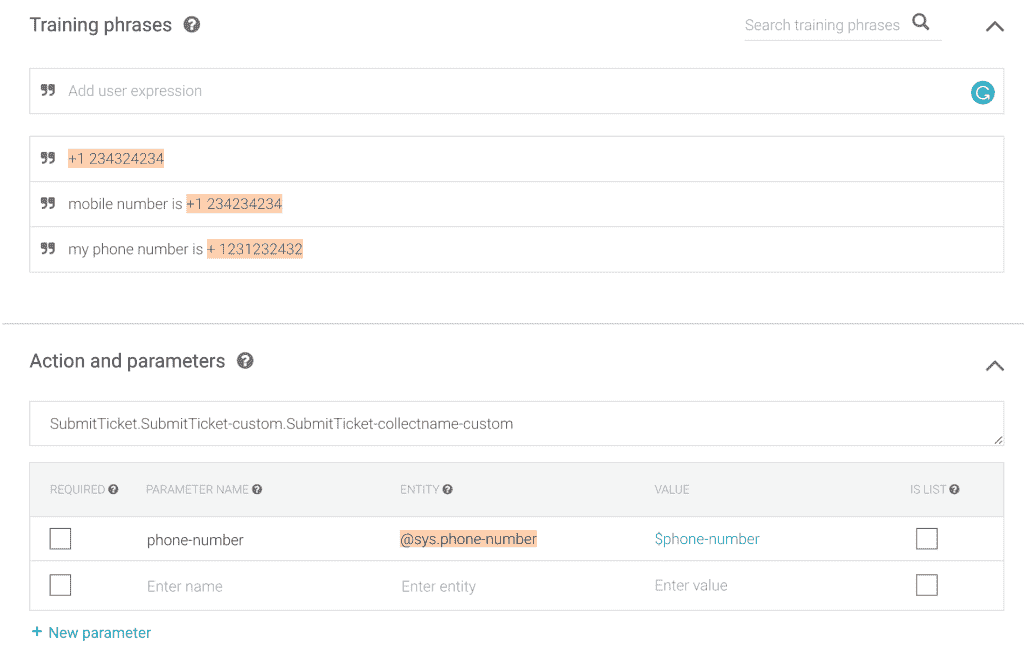 Training phrases
Search training phrases
Add user expression
+1 234324234
mobile number is +1 234234234
my phone number is + 1231232432
Action and parameters
SubmitTicket.SubmitTicket-custom.SubmitTicket-collectname-custom
REQUIRED PARAMETER NAME ENTITY VALUE IS LIST
phone-number @sys.phone-number $phone-number
Enter name Enter entity Enter value
+ New parameter